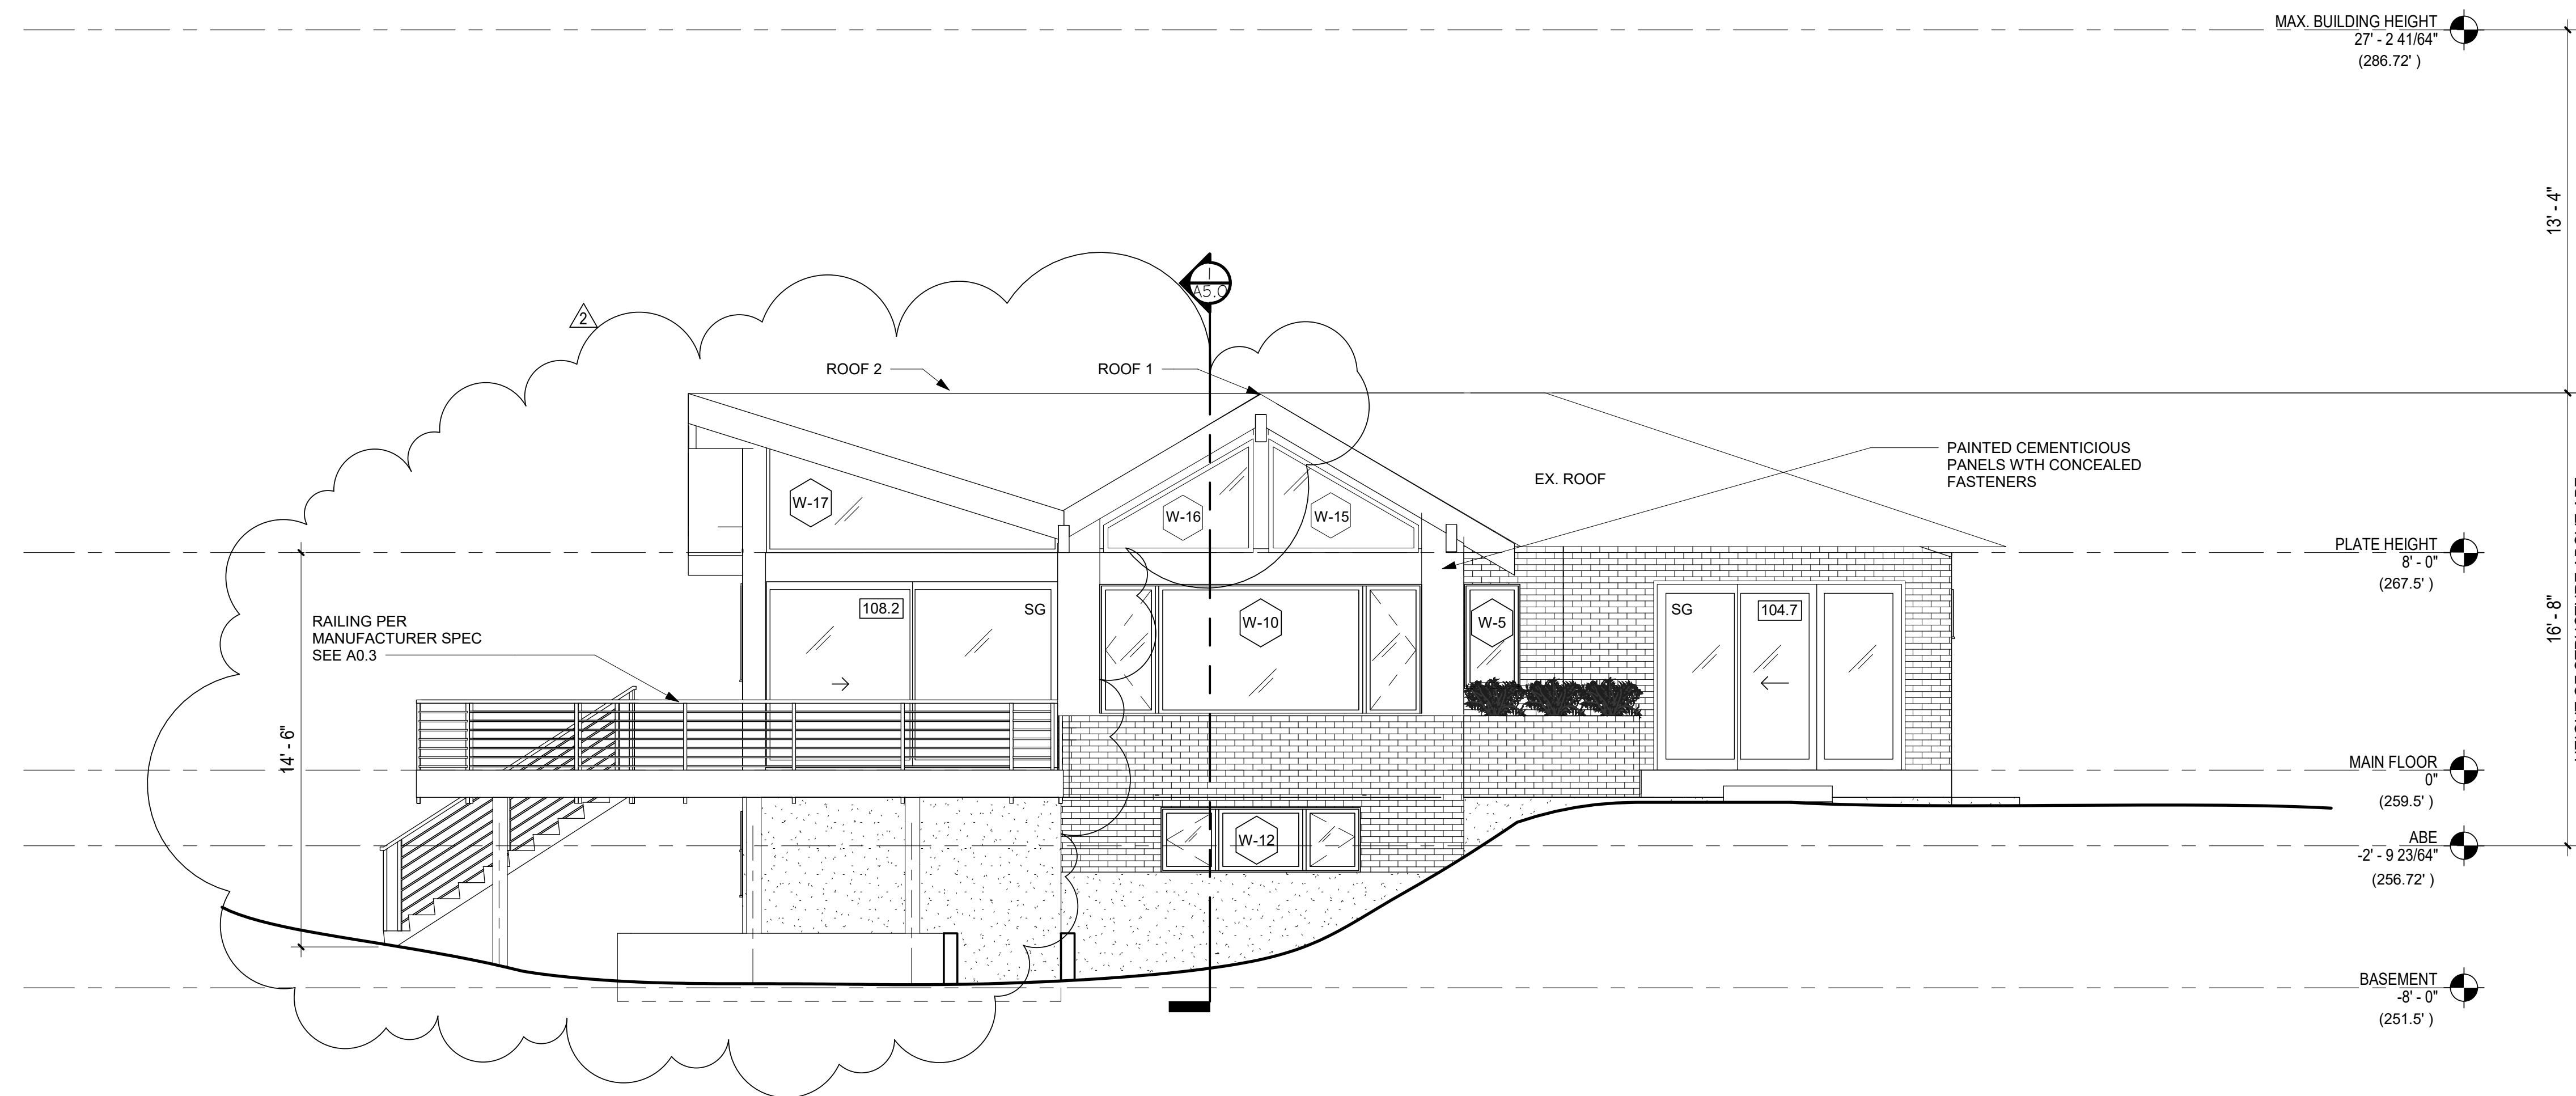 MAX. BUILDING HEIGHT
27' - 2 41/64"
(286.72' )
13' - 4"
1
A5.0
2
ROOF 2
ROOF 1
PAINTED CEMENTICIOUS
PANELS WTH CONCEALED
FASTENERS
EX. ROOF
W-17
W-16
W-15
PLATE HEIGHT
8' - 0"
(267.5' )
RAILING PER
MANUFACTURER SPEC
SEE A0.3
108.2
SG
W-10
W-5
SG
104.7
16' - 8"
14' - 6"
MAIN FLOOR
0"
(259.5' )
W-12
ABE
-2' - 9 23/64"
(256.72' )
BASEMENT
-8' - 0"
(251.5' )